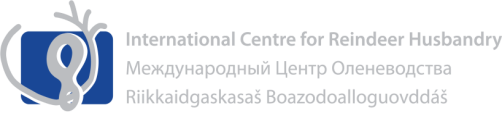 International Centre for Reindeer Husbandry
Международный Центр Оленеводства
Riikkaidgaskasaš Boazodoalloguovddáš